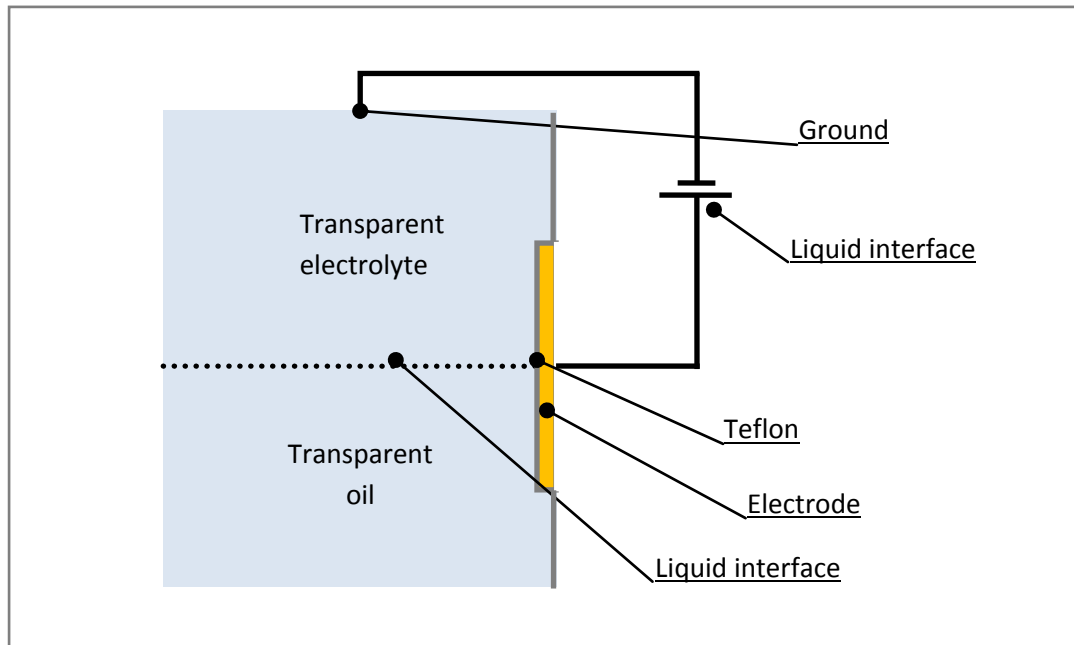 Ground
Transparent
electrolyte
Liquid interface
Teflon
Transparent
oil
Electrode
Liquid interface